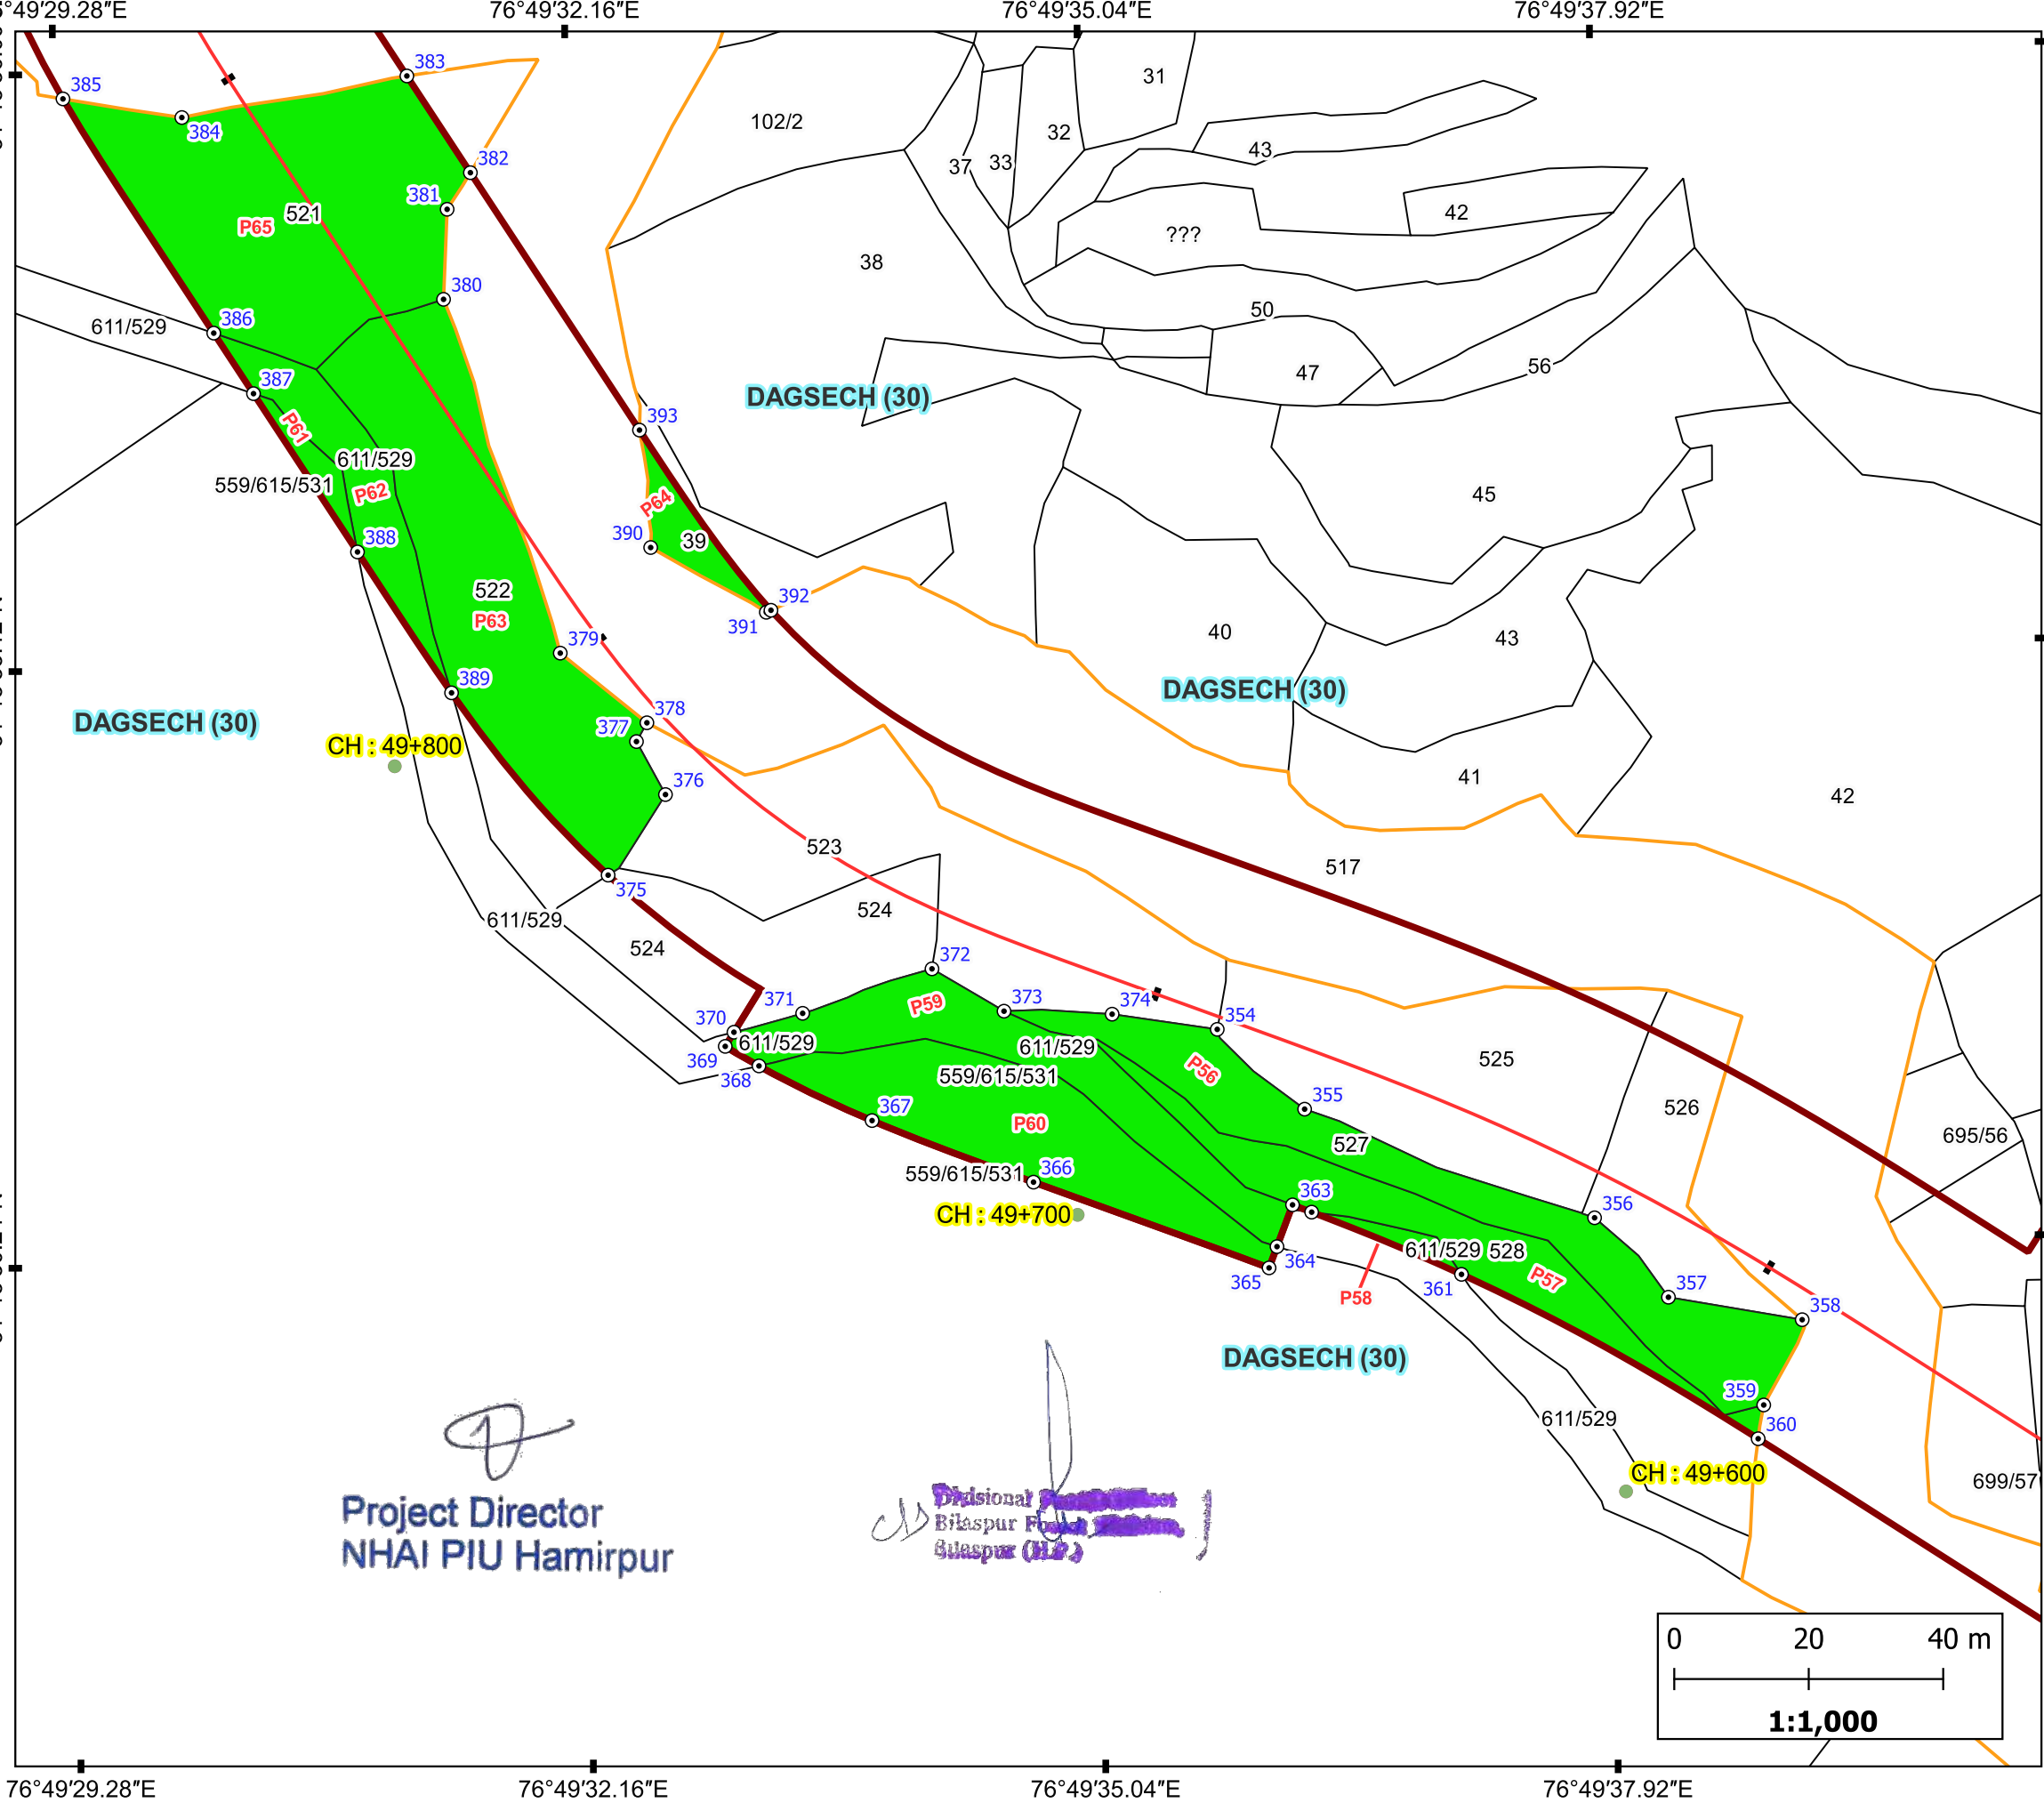 76°49′32.16″E
76°49′35.04″E
76°49′37.92″E
383
385
384
382
381
521
P65
380
386
611/529
387
P61
611/529
559/615/531
P62
388
522
P63
379
389
378
377
376
DAGSECH (30)
CH : 49+800
375
611/529
524
102/2
31
32
33
37
43
42
???
38
50
47
56
DAGSECH (30)
393
P64
390
39
392
391
45
40
43
DAGSECH (30)
41
42
523
517
524
372
371
P59
373
374
354
370
611/529
369
368
611/529
559/615/531
P56
525
526
355
367
P60
527
695/56
559/615/531
366
363
356
CH : 49+700
611/529
528
364
365
361
P57
P58
357
358
DAGSECH (30)
359
360
611/529
CH : 49+600
699/57
Project Director
NHAI PIU Hamirpur
Divisional
Bilaspur Forest
Bilaspur (H.P.)
0 20 40 m
1:1,000
76°49′29.28″E
76°49′32.16″E
76°49′35.04″E
76°49′37.92″E